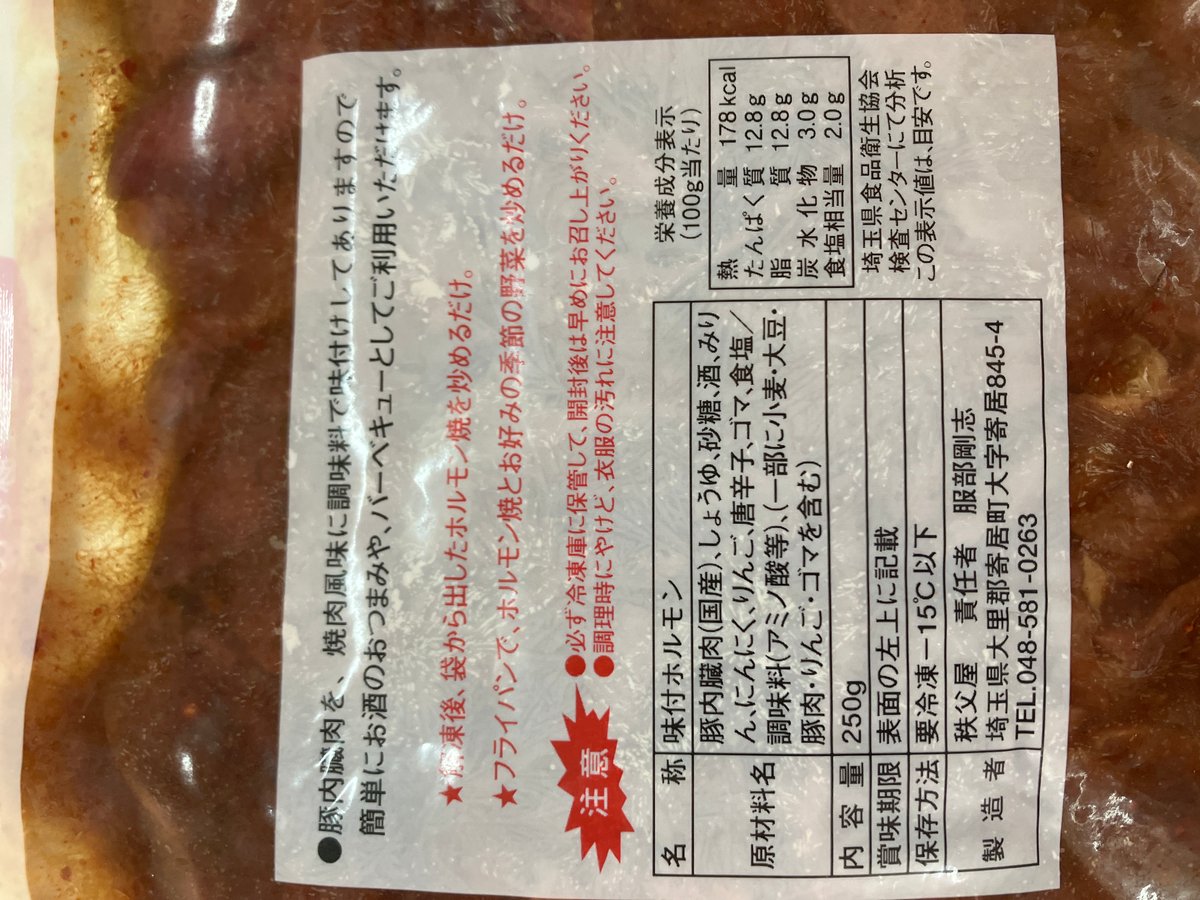 ●豚内臓肉を、焼肉風味に調味料で味付けしてありますので
簡単にお酒のおつまみや、バーベキューとしてご利用いただけます。
★解凍後、袋から出したホルモン焼を炒めるだけ。
★フライパンで、ホルモン焼とお好みの季節の野菜を炒めるだけ。
注意
●必ず冷凍庫に保管して、開封後は早めにお召し上がりください。
●調理時にやけど、衣服の汚れに注意してください。
名 称 味付ホルモン
原材料名 豚内臓肉(国産)、しょうゆ、砂糖、酒、みり
ん、にんにく、りんご、唐辛子、ゴマ、食塩/
調味料(アミノ酸等)、(一部に小麦・大豆・
豚肉・りんご・ゴマを含む)
内 容 量 250g
賞味期限 表面の左上に記載
保存方法 要冷凍-15℃以下
製 造 者 秩父屋 責任者 服部剛志
埼玉県大里郡寄居町大字寄居845-4
TEL.048-581-0263
栄養成分表示
(100g当たり)
熱 量 178kcal
たんぱく質 12.8g
脂 質 12.8g
炭 水 化 物 3.0g
食塩相当量 2.0g
埼玉県食品衛生協会
検査センターにて分析
この表示値は、目安です。